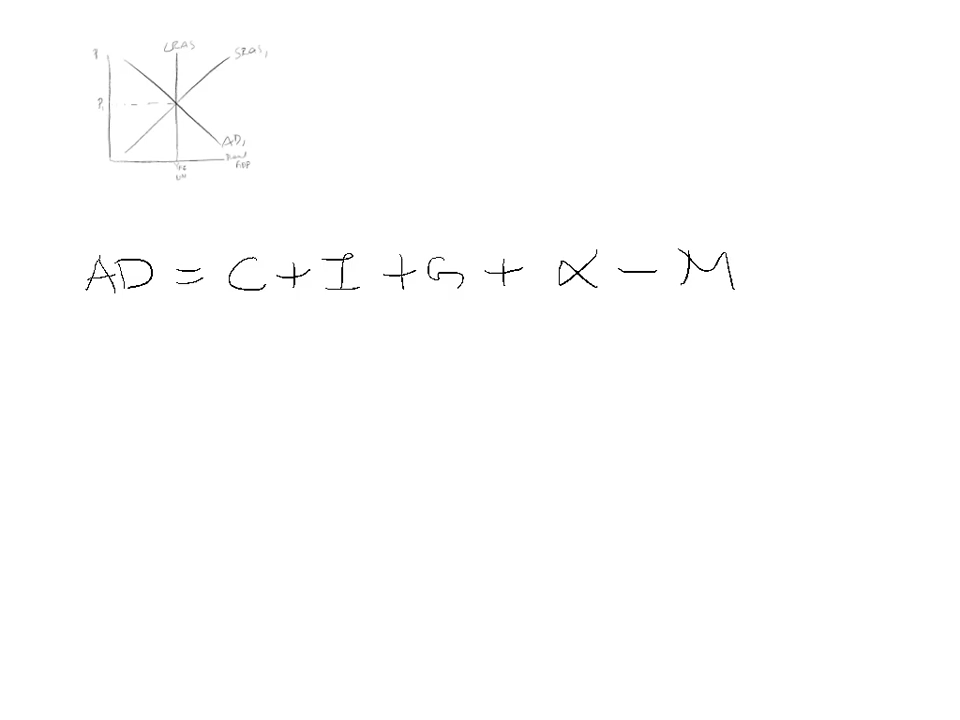 P
LRAS
SRAS₁
P₁
AD₁
Real
GDP
AD = C + I + G + X - M